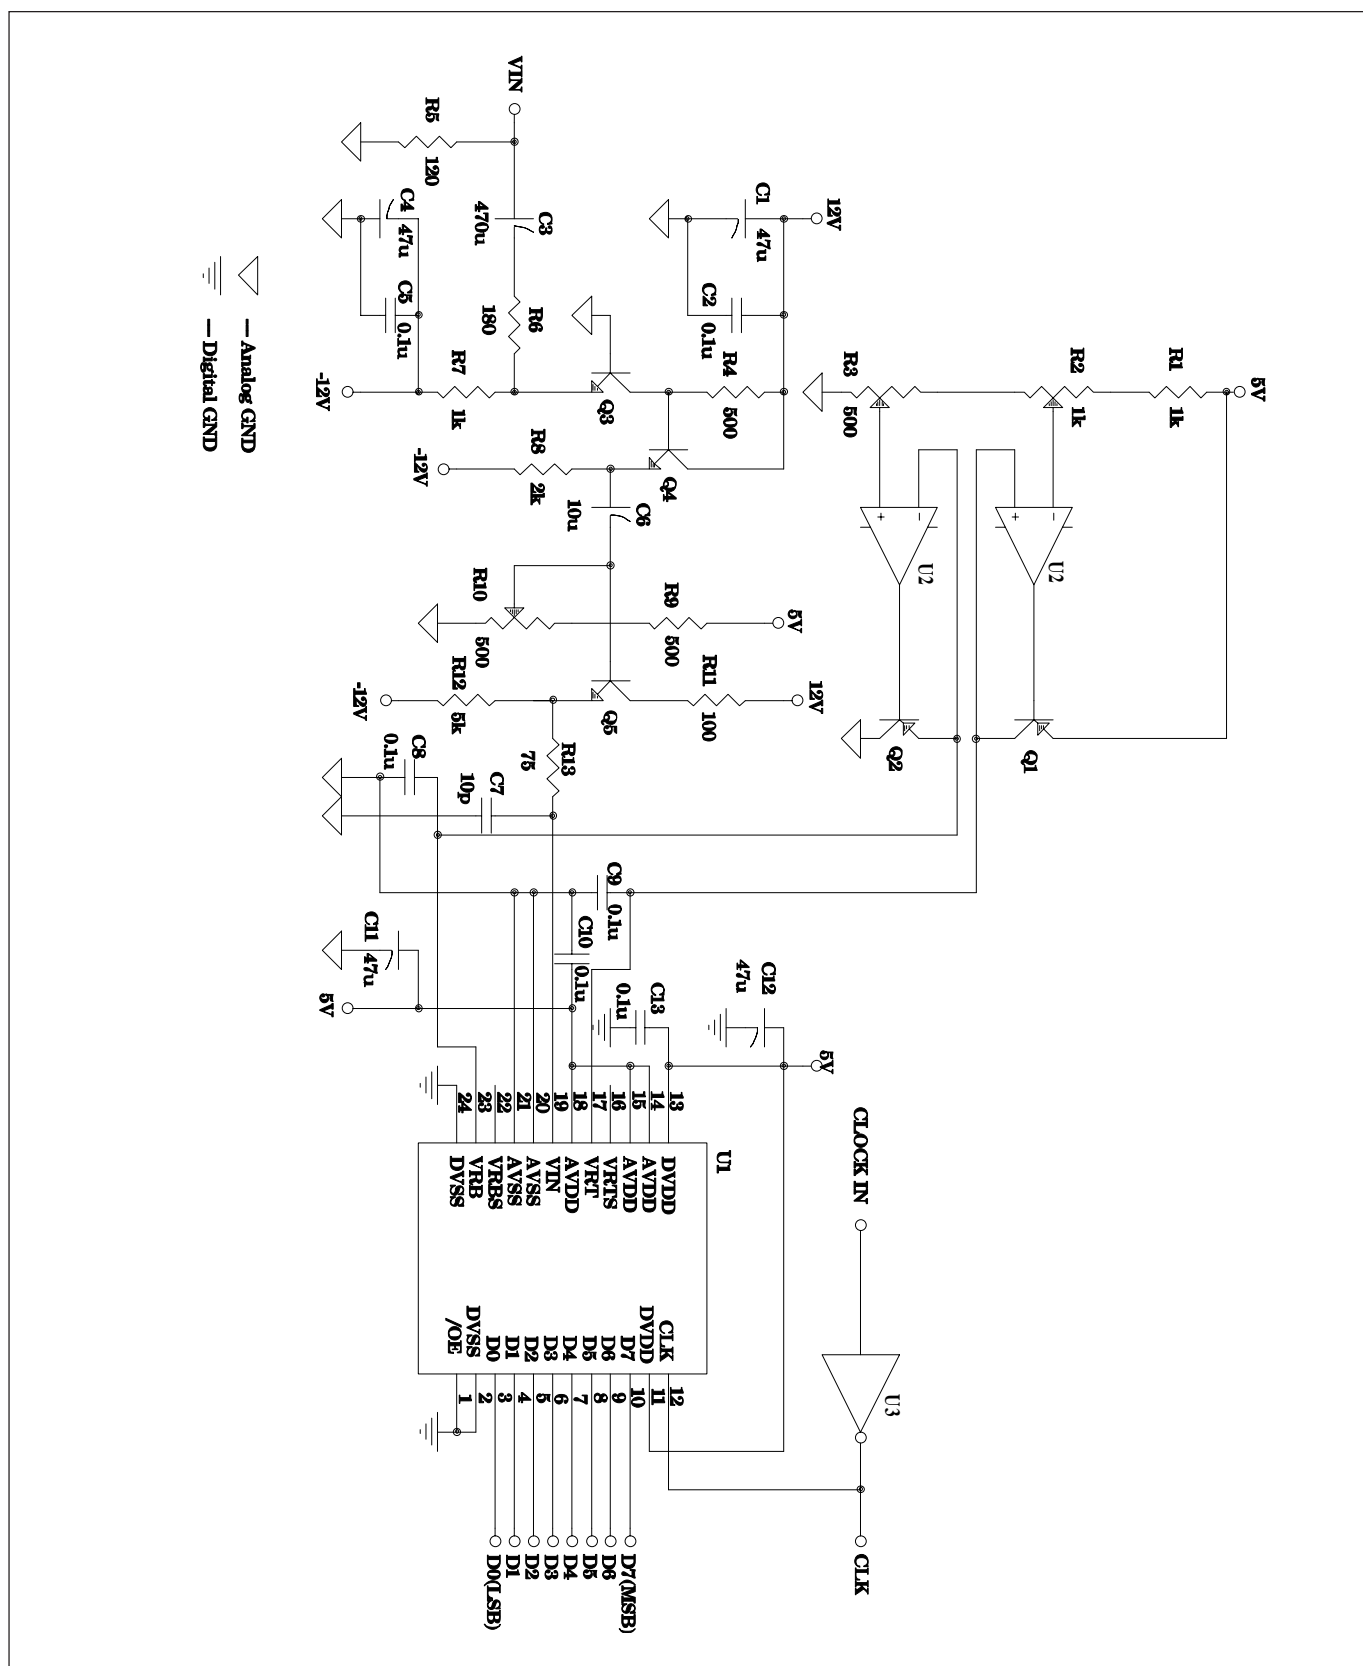 5V
R1
1k
R2
1k
R3
500
U2
+
−
U2
+
−
Q1
Q2
12V
C1
47u
C2
0.1u
R4
500
VIN
R5
120
C3
470u
R6
180
Q3
Q4
C4
47u
C5
0.1u
R7
1k
-12V
R8
2k
-12V
C6
10u
5V
R9
500
R10
500
12V
R11
100
Q5
R12
5k
-12V
R13
75
C7
10p
C8
0.1u
C9
0.1u
C10
0.1u
C11
47u
5V
C12
47u
C13
0.1u
5V
CLOCK IN
U3
CLK
U1
13 DVDD
14 AVDD
15 AVDD
16 VRTS
17 VRT
18 AVDD
19 VIN
20 AVSS
21 AVSS
22 VRBS
23 VRB
24 DVSS
CLK 12
DVDD 11
D7 10
D6 9
D5 8
D4 7
D3 6
D2 5
D1 4
D0 3
DVSS 2
/OE 1
D7(MSB)
D6
D5
D4
D3
D2
D1
D0(LSB)
– Analog GND
– Digital GND